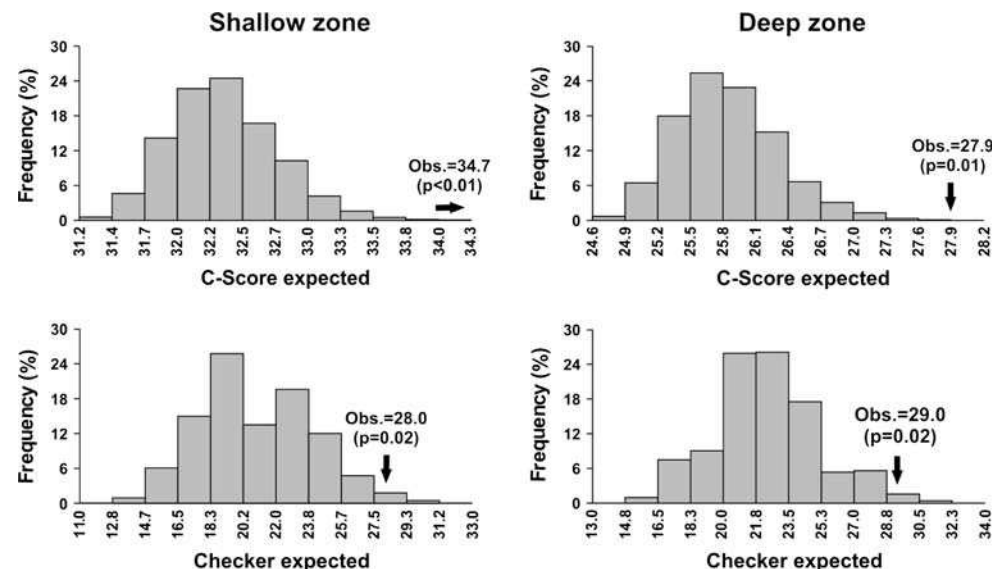 Shallow zone
Frequency (%)
30
24
18
12
6
0
Obs.=34.7
(p<0.01)
31.2 31.4 31.7 32.0 32.2 32.5 32.7 33.0 33.3 33.5 33.8 34.0 34.3
C-Score expected
Deep zone
Frequency (%)
30
24
18
12
6
0
Obs.=27.9
(p=0.01)
24.6 24.9 25.2 25.5 25.8 26.1 26.4 26.7 27.0 27.3 27.6 27.9 28.2
C-Score expected
Frequency (%)
30
24
18
12
6
0
Obs.=28.0
(p=0.02)
11.0 12.8 14.7 16.5 18.3 20.2 22.0 23.8 25.7 27.5 29.3 31.2 33.0
Checker expected
Frequency (%)
30
24
18
12
6
0
Obs.=29.0
(p=0.02)
13.0 14.8 16.5 18.3 20.0 21.8 23.5 25.3 27.0 28.8 30.5 32.3 34.0
Checker expected